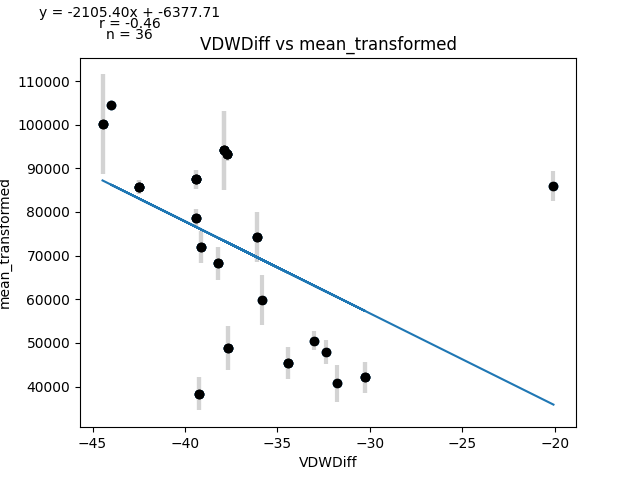 y = -2105.40x + -6377.71
r = -0.46
n = 36
VDWDiff vs mean_transformed
110000
100000
90000
80000
70000
60000
50000
40000
mean_transformed
−45
−40
−35
−30
−25
−20
VDWDiff